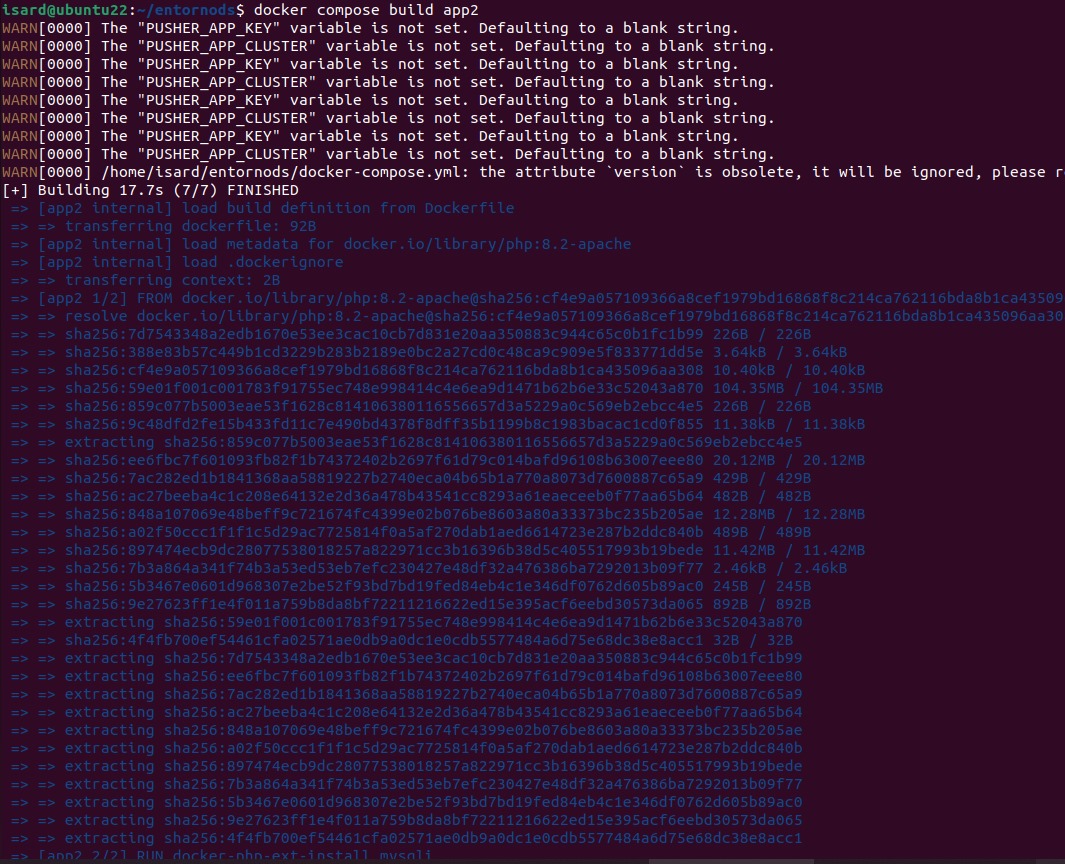 isard@ubuntu22:~/entornods$ docker compose build app2
WARN[0000] The "PUSHER_APP_KEY" variable is not set. Defaulting to a blank string.
WARN[0000] The "PUSHER_APP_CLUSTER" variable is not set. Defaulting to a blank string.
WARN[0000] The "PUSHER_APP_KEY" variable is not set. Defaulting to a blank string.
WARN[0000] The "PUSHER_APP_CLUSTER" variable is not set. Defaulting to a blank string.
WARN[0000] The "PUSHER_APP_KEY" variable is not set. Defaulting to a blank string.
WARN[0000] The "PUSHER_APP_CLUSTER" variable is not set. Defaulting to a blank string.
WARN[0000] The "PUSHER_APP_KEY" variable is not set. Defaulting to a blank string.
WARN[0000] The "PUSHER_APP_CLUSTER" variable is not set. Defaulting to a blank string.
WARN[0000] /home/isard/entornods/docker-compose.yml: the attribute `version` is obsolete, it will be ignored, please r
[+] Building 17.7s (7/7) FINISHED
=> [app2 internal] load build definition from Dockerfile
=> => transferring dockerfile: 92B
=> [app2 internal] load metadata for docker.io/library/php:8.2-apache
=> [app2 internal] load .dockerignore
=> => transferring context: 2B
=> [app2 1/2] FROM docker.io/library/php:8.2-apache@sha256:cf4e9a057109366a8cef1979bd16868f8c214ca762116bda8b1ca43509
=> => resolve docker.io/library/php:8.2-apache@sha256:cf4e9a057109366a8cef1979bd16868f8c214ca762116bda8b1ca435096aa30
=> => sha256:7d7543348a2edb1670e53ee3cac10cb7d831e20aa350883c944c65c0b1fc1b99 226B / 226B
=> => sha256:388e83b57c449b1cd3229b283b2189e0bc2a27cd0c48ca9c909e5f833771dd5e 3.64kB / 3.64kB
=> => sha256:cf4e9a057109366a8cef1979bd16868f8c214ca762116bda8b1ca435096aa308 10.40kB / 10.40kB
=> => sha256:59e01f001c001783f91755ec748e998414c4e6ea9d1471b62b6e33c52043a870 104.35MB / 104.35MB
=> => sha256:859c077b5003eae53f1628c814106380116556657d3a5229a0c569eb2ebcc4e5 226B / 226B
=> => sha256:9c48dfd2fe15b433fd11c7e490bd4378f8dff35b1199b8c1983bacac1cd0f855 11.38kB / 11.38kB
=> => extracting sha256:859c077b5003eae53f1628c814106380116556657d3a5229a0c569eb2ebcc4e5
=> => sha256:ee6fbc7f601093fb82f1b74372402b2697f61d79c014bafd96108b63007eee80 20.12MB / 20.12MB
=> => sha256:7ac282ed1b1841368aa58819227b2740eca04b65b1a770a8073d7600887c65a9 429B / 429B
=> => sha256:ac27beeba4c1c208e64132e2d36a478b43541cc8293a61eaeceeb0f77aa65b64 482B / 482B
=> => sha256:848a107069e48beff9c721674fc4399e02b076be8603a80a33373bc235b205ae 12.28MB / 12.28MB
=> => sha256:a02f50ccc1f1f1c5d29ac7725814f0a5af270dab1aed6614723e287b2ddc840b 489B / 489B
=> => sha256:897474ecb9dc28077538018257a822971cc3b16396b38d5c405517993b19bede 11.42MB / 11.42MB
=> => sha256:7b3a864a341f74b3a53ed53eb7efc230427e48df32a476386ba7292013b09f77 2.46kB / 2.46kB
=> => sha256:5b3467e0601d968307e2be52f93bd7bd19fed84eb4c1e346df0762d605b89ac0 245B / 245B
=> => sha256:9e27623ff1e4f011a759b8da8bf72211216622ed15e395acf6eebd30573da065 892B / 892B
=> => extracting sha256:59e01f001c001783f91755ec748e998414c4e6ea9d1471b62b6e33c52043a870
=> => sha256:4f4fb700ef54461cfa02571ae0db9a0dc1e0cdb5577484a6d75e68dc38e8acc1 32B / 32B
=> => extracting sha256:7d7543348a2edb1670e53ee3cac10cb7d831e20aa350883c944c65c0b1fc1b99
=> => extracting sha256:ee6fbc7f601093fb82f1b74372402b2697f61d79c014bafd96108b63007eee80
=> => extracting sha256:7ac282ed1b1841368aa58819227b2740eca04b65b1a770a8073d7600887c65a9
=> => extracting sha256:ac27beeba4c1c208e64132e2d36a478b43541cc8293a61eaeceeb0f77aa65b64
=> => extracting sha256:848a107069e48beff9c721674fc4399e02b076be8603a80a33373bc235b205ae
=> => extracting sha256:a02f50ccc1f1f1c5d29ac7725814f0a5af270dab1aed6614723e287b2ddc840b
=> => extracting sha256:897474ecb9dc28077538018257a822971cc3b16396b38d5c405517993b19bede
=> => extracting sha256:7b3a864a341f74b3a53ed53eb7efc230427e48df32a476386ba7292013b09f77
=> => extracting sha256:5b3467e0601d968307e2be52f93bd7bd19fed84eb4c1e346df0762d605b89ac0
=> => extracting sha256:9e27623ff1e4f011a759b8da8bf72211216622ed15e395acf6eebd30573da065
=> => extracting sha256:4f4fb700ef54461cfa02571ae0db9a0dc1e0cdb5577484a6d75e68dc38e8acc1
=> [app2 2/2] RUN docker-php-ext-install mysqli